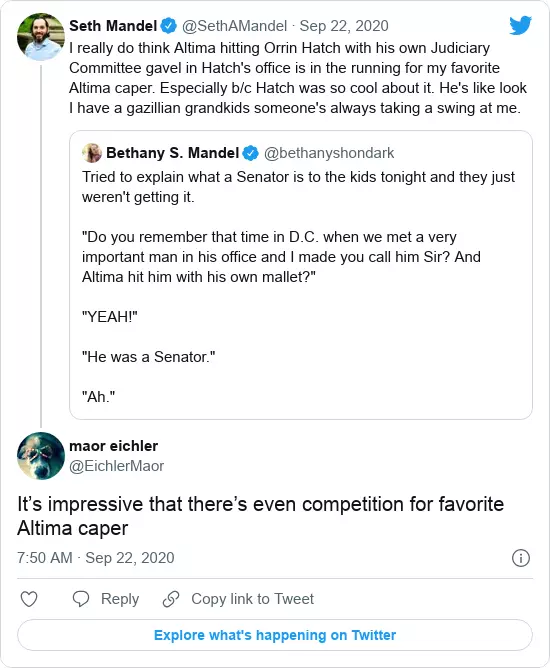 Seth Mandel @SethAMandel · Sep 22, 2020
I really do think Altima hitting Orrin Hatch with his own Judiciary
Committee gavel in Hatch's office is in the running for my favorite
Altima caper. Especially b/c Hatch was so cool about it. He's like look
I have a gazillian grandkids someone's always taking a swing at me.
Bethany S. Mandel @bethanyshondark
Tried to explain what a Senator is to the kids tonight and they just
weren't getting it.
"Do you remember that time in D.C. when we met a very
important man in his office and I made you call him Sir? And
Altima hit him with his own mallet?"
"YEAH!"
"He was a Senator."
"Ah."
maor eichler
@EichlerMaor
It’s impressive that there’s even competition for favorite
Altima caper
7:50 AM · Sep 22, 2020
Reply
Copy link to Tweet
Explore what's happening on Twitter